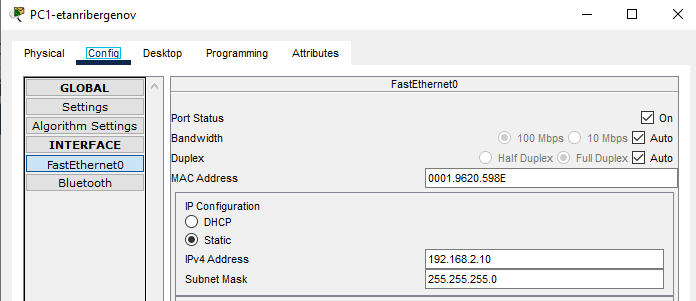 PC1-etanribergenov
Physical Config Desktop Programming Attributes
GLOBAL
Settings
Algorithm Settings
INTERFACE
FastEthernet0
Bluetooth
FastEthernet0
Port Status On
Bandwidth 100 Mbps 10 Mbps Auto
Duplex Half Duplex Full Duplex Auto
MAC Address 0001.9620.598E
IP Configuration
DHCP
Static
IPv4 Address 192.168.2.10
Subnet Mask 255.255.255.0